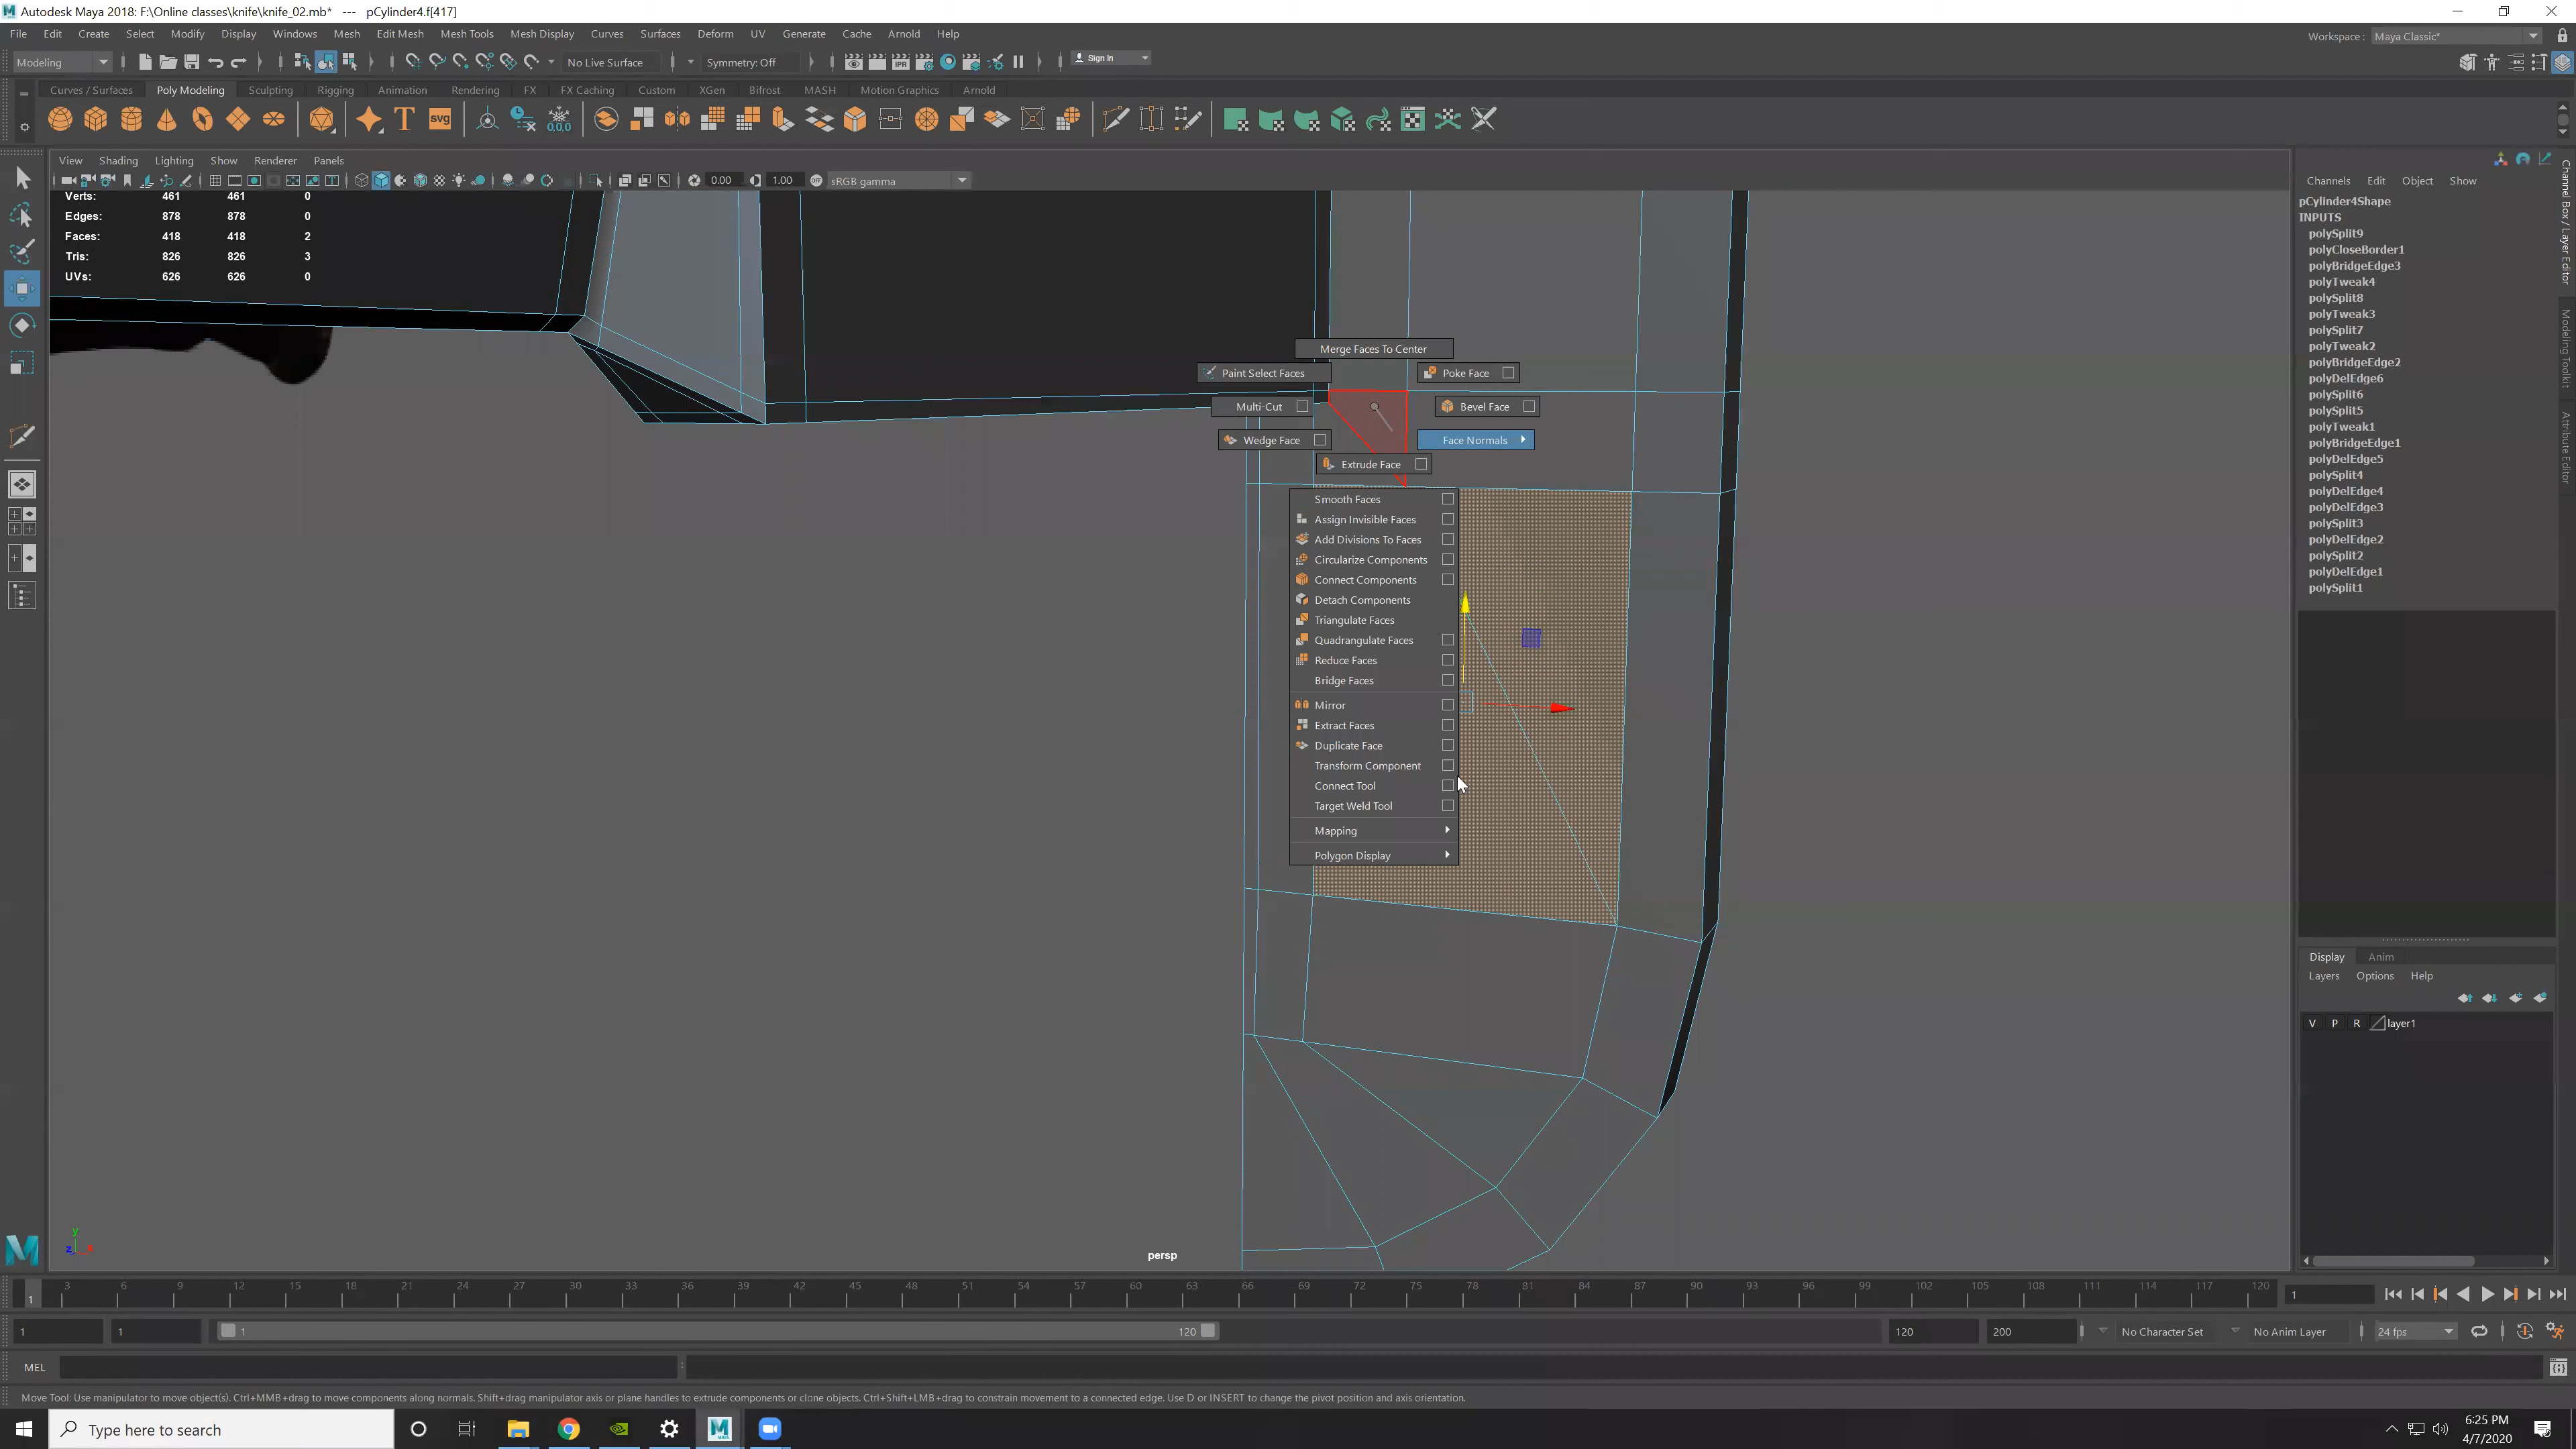 Autodesk Maya 2018: F:\Online classes\knife\knife_02.mb* --- pCylinder4.f[417]
File Edit Create Select Modify Display Windows Mesh Edit Mesh Mesh Tools Mesh Display Curves Surfaces Deform UV Generate Cache Arnold Help
Workspace : Maya Classic*
Modeling No Live Surface Symmetry: Off Sign In
Curves / Surfaces Poly Modeling Sculpting Rigging Animation Rendering FX FX Caching Custom XGen Bifrost MASH Motion Graphics Arnold
View Shading Lighting Show Renderer Panels
0.00 1.00 sRGB gamma
Verts: 461 461 0
Edges: 878 878 0
Faces: 418 418 2
Tris: 826 826 3
UVs: 626 626 0
Merge Faces To Center
Paint Select Faces Poke Face
Multi-Cut Bevel Face
Wedge Face Face Normals
Extrude Face
Smooth Faces
Assign Invisible Faces
Add Divisions To Faces
Circularize Components
Connect Components
Detach Components
Triangulate Faces
Quadrangulate Faces
Reduce Faces
Bridge Faces
Mirror
Extract Faces
Duplicate Face
Transform Component
Connect Tool
Target Weld Tool
Mapping
Polygon Display
y
z
persp
Channels Edit Object Show
pCylinder4Shape
INPUTS
polySplit9
polyCloseBorder1
polyBridgeEdge3
polyTweak4
polySplit8
polyTweak3
polySplit7
polyTweak2
polyBridgeEdge2
polyDelEdge6
polySplit6
polySplit5
polyTweak1
polyBridgeEdge1
polyDelEdge5
polySplit4
polyDelEdge4
polyDelEdge3
polySplit3
polyDelEdge2
polySplit2
polyDelEdge1
polySplit1
Channel Box / Layer Editor
Modeling Toolkit
Attribute Editor
Display Anim
Layers Options Help
V P R layer1
1 3 6 9 12 15 18 21 24 27 30 33 36 39 42 45 48 51 54 57 60 63 66 69 72 75 78 81 84 87 90 93 96 99 102 105 108 111 114 117 120 1
1 1 1 120 120 200 No Character Set No Anim Layer 24 fps
MEL
Move Tool: Use manipulator to move object(s). Ctrl+MMB+drag to move components along normals. Shift+drag manipulator axis or plane handles to extrude components or clone objects. Ctrl+Shift+LMB+drag to constrain movement to a connected edge. Use D or INSERT to change the pivot position and axis orientation.
Type here to search
6:25 PM
4/7/2020